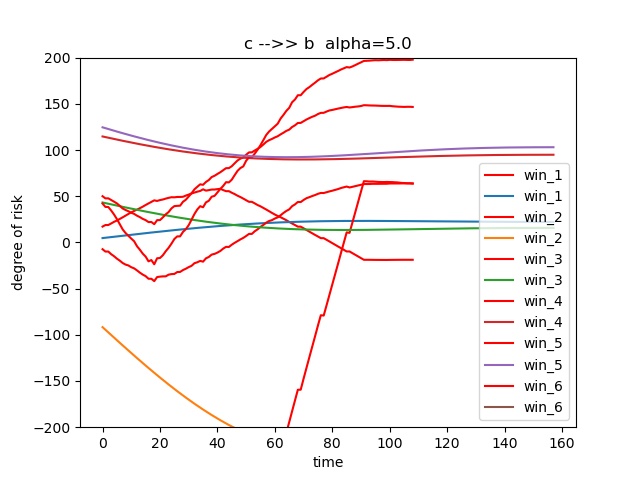 c -->> b  alpha=5.0
degree of risk
200
150
100
50
0
−50
−100
−150
−200
win_1
win_1
win_2
win_2
win_3
win_3
win_4
win_4
win_5
win_5
win_6
win_6
0 20 40 60 80 100 120 140 160
time